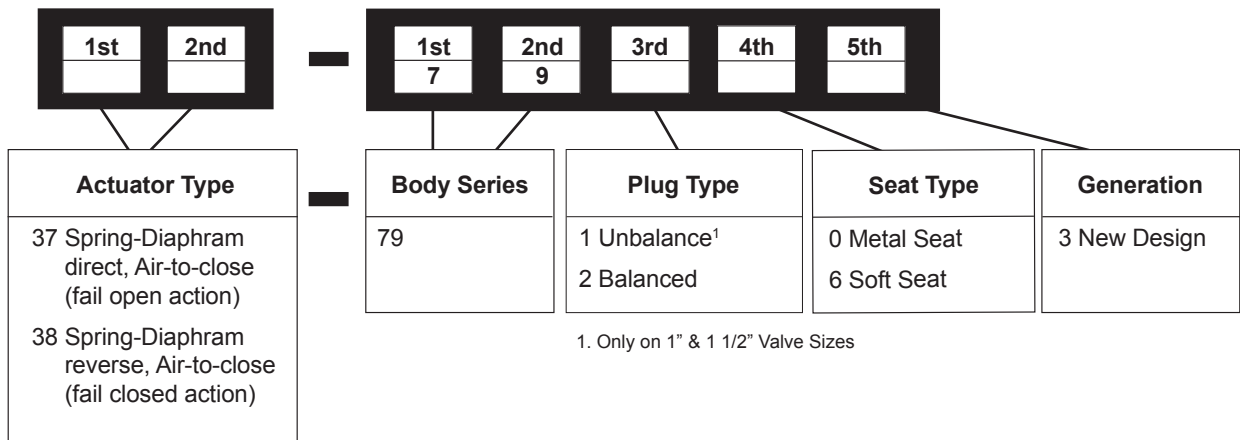 1st 2nd 1st 2nd 3rd 4th 5th
7 9
Actuator Type
37 Spring-Diaphram
direct, Air-to-close
(fail open action)
38 Spring-Diaphram
reverse, Air-to-close
(fail closed action)
Body Series
79
Plug Type
1 Unbalance¹
2 Balanced
Seat Type
0 Metal Seat
6 Soft Seat
Generation
3 New Design
1. Only on 1” & 1 1/2” Valve Sizes